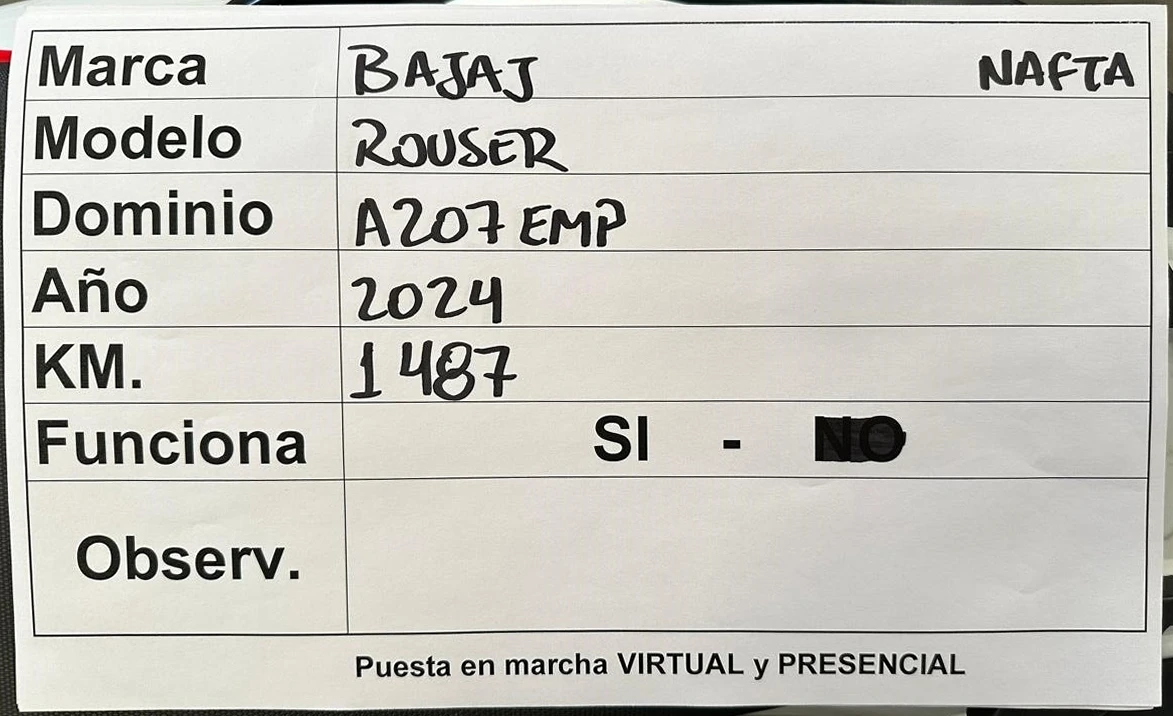 Marca BAJAJ NAFTA
Modelo ROUSER
Dominio A207EMP
Año 2024
KM. 1487
Funciona SI - NO
Observ.
Puesta en marcha VIRTUAL y PRESENCIAL